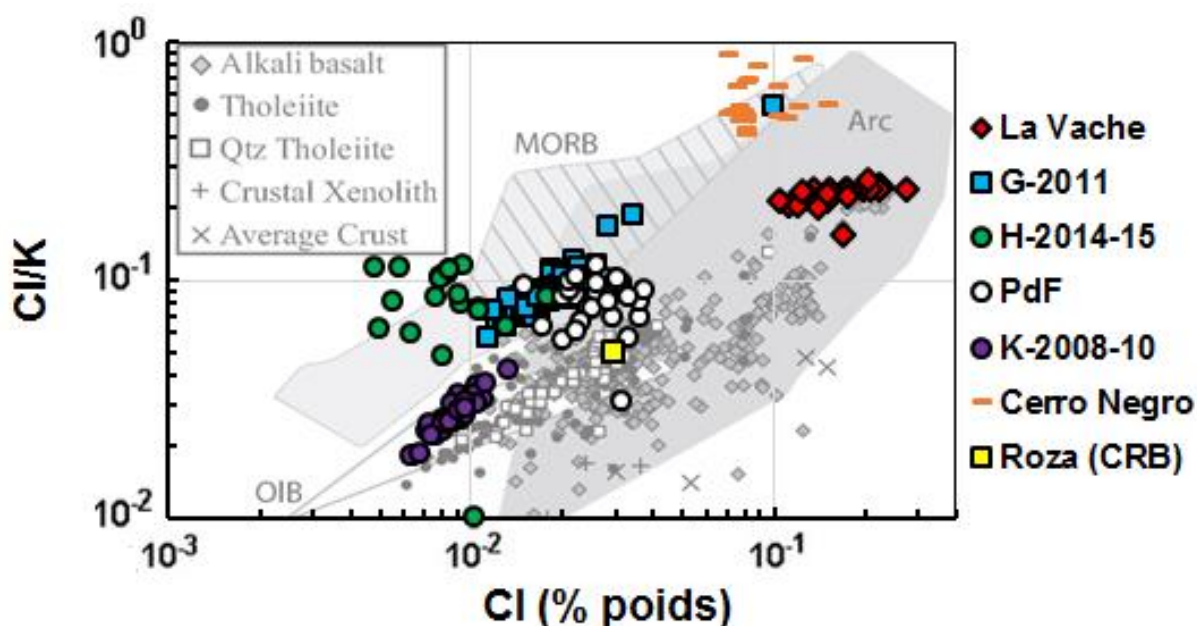 10⁰
Alkali basalt
Tholeiite
Qtz Tholeiite
Crustal Xenolith
Average Crust
MORB
Arc
OIB
10⁻¹
10⁻²
Cl/K
10⁻³
10⁻²
10⁻¹
Cl (% poids)
La Vache
G-2011
H-2014-15
PdF
K-2008-10
Cerro Negro
Roza (CRB)